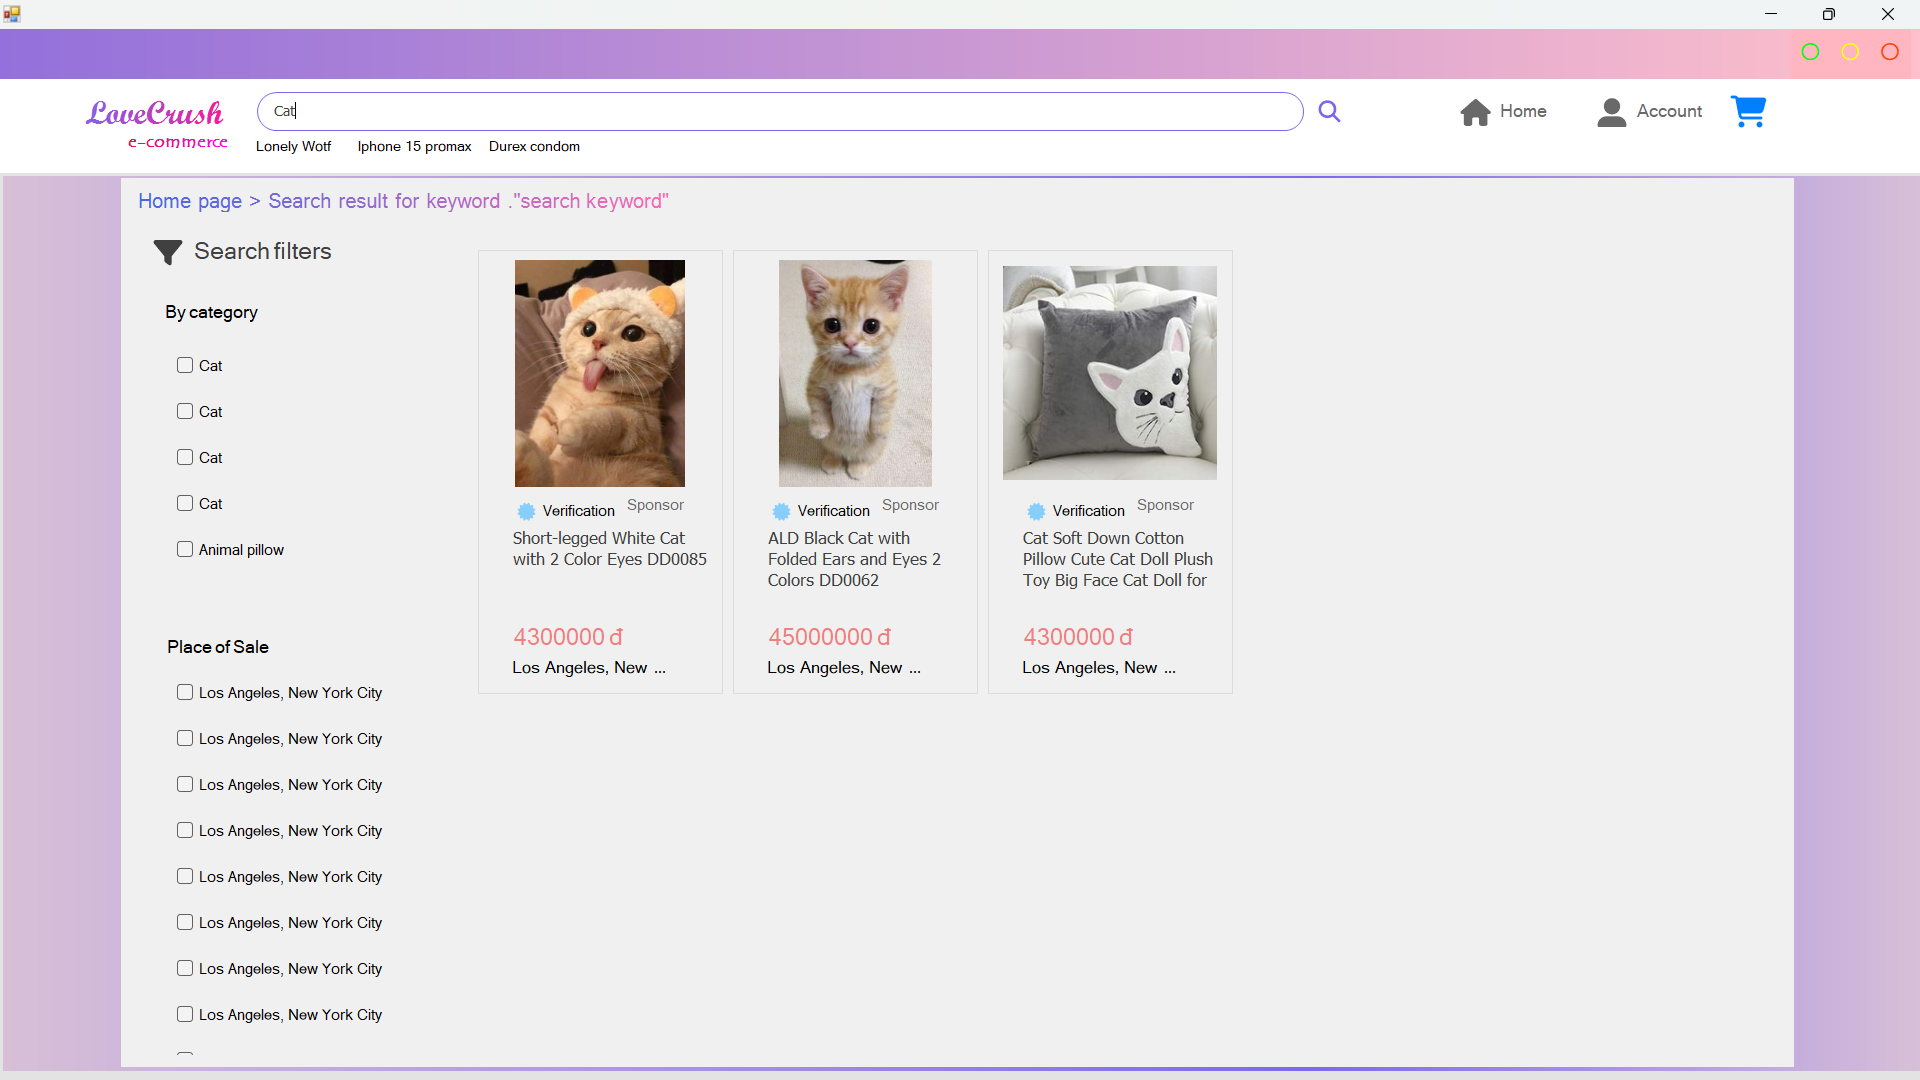 LoveCrush
e-commerce
Cat
Lonely Wotf Iphone 15 promax Durex condom
Home
Account
Home page > Search result for keyword ."search keyword"
Search filters
By category
Cat
Cat
Cat
Cat
Animal pillow
Place of Sale
Los Angeles, New York City
Los Angeles, New York City
Los Angeles, New York City
Los Angeles, New York City
Los Angeles, New York City
Los Angeles, New York City
Los Angeles, New York City
Los Angeles, New York City
Verification Sponsor
Short-legged White Cat
with 2 Color Eyes DD0085
4300000 đ
Los Angeles, New ...
Verification Sponsor
ALD Black Cat with
Folded Ears and Eyes 2
Colors DD0062
45000000 đ
Los Angeles, New ...
Verification Sponsor
Cat Soft Down Cotton
Pillow Cute Cat Doll Plush
Toy Big Face Cat Doll for
4300000 đ
Los Angeles, New ...